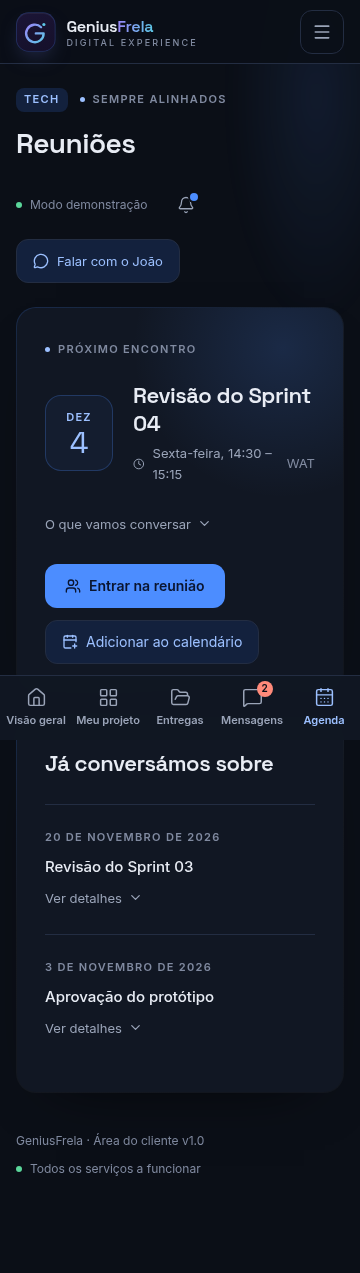 GeniusFrela
DIGITAL EXPERIENCE
TECH
SEMPRE ALINHADOS
Reuniões
Modo demonstração
Falar com o João
PRÓXIMO ENCONTRO
DEZ
4
Revisão do Sprint
04
Sexta-feira, 14:30 –
15:15
WAT
O que vamos conversar
Entrar na reunião
Adicionar ao calendário
Visão geral
Meu projeto
Entregas
2
Mensagens
Agenda
Já conversámos sobre
20 DE NOVEMBRO DE 2026
Revisão do Sprint 03
Ver detalhes
3 DE NOVEMBRO DE 2026
Aprovação do protótipo
Ver detalhes
GeniusFrela · Área do cliente v1.0
Todos os serviços a funcionar